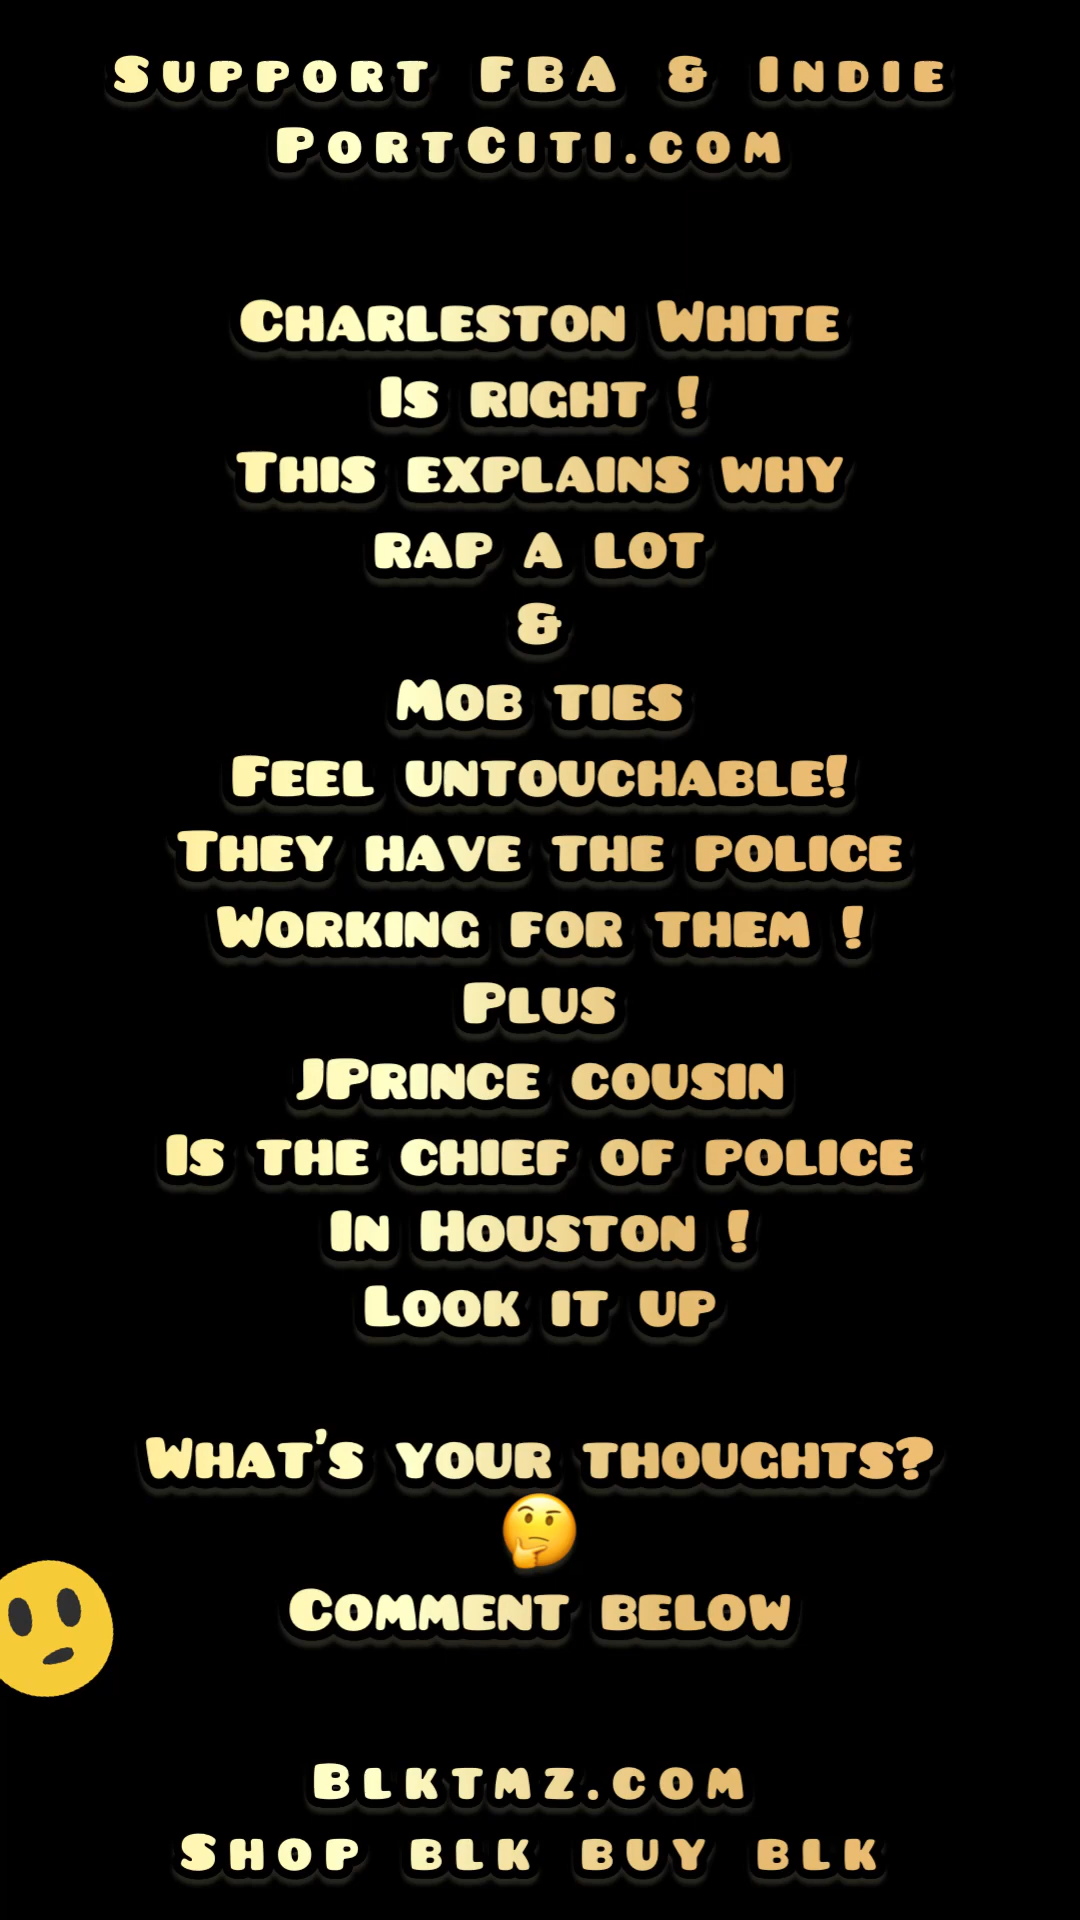 Support FBA & Indie
PortCiti.com
Charleston White
Is right !
This explains why
rap a lot
&
Mob ties
Feel untouchable!
They have the police
Working for them !
Plus
JPrince cousin
Is the chief of police
In Houston !
Look it up
What's your thoughts?
🤔
Comment below
Blktmz.com
Shop blk buy blk